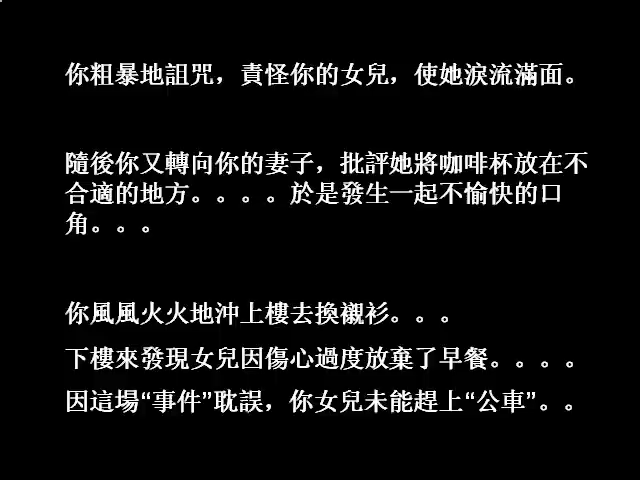 你粗暴地詛咒，責怪你的女兒，使她淚流滿面。
隨後你又轉向你的妻子，批評她將咖啡杯放在不
合適的地方。。。。於是發生一起不愉快的口
角。。。
你風風火火地沖上樓去換襯衫。。。
下樓來發現女兒因傷心過度放棄了早餐。。。。
因這場“事件”耽誤，你女兒未能趕上“公車”。。